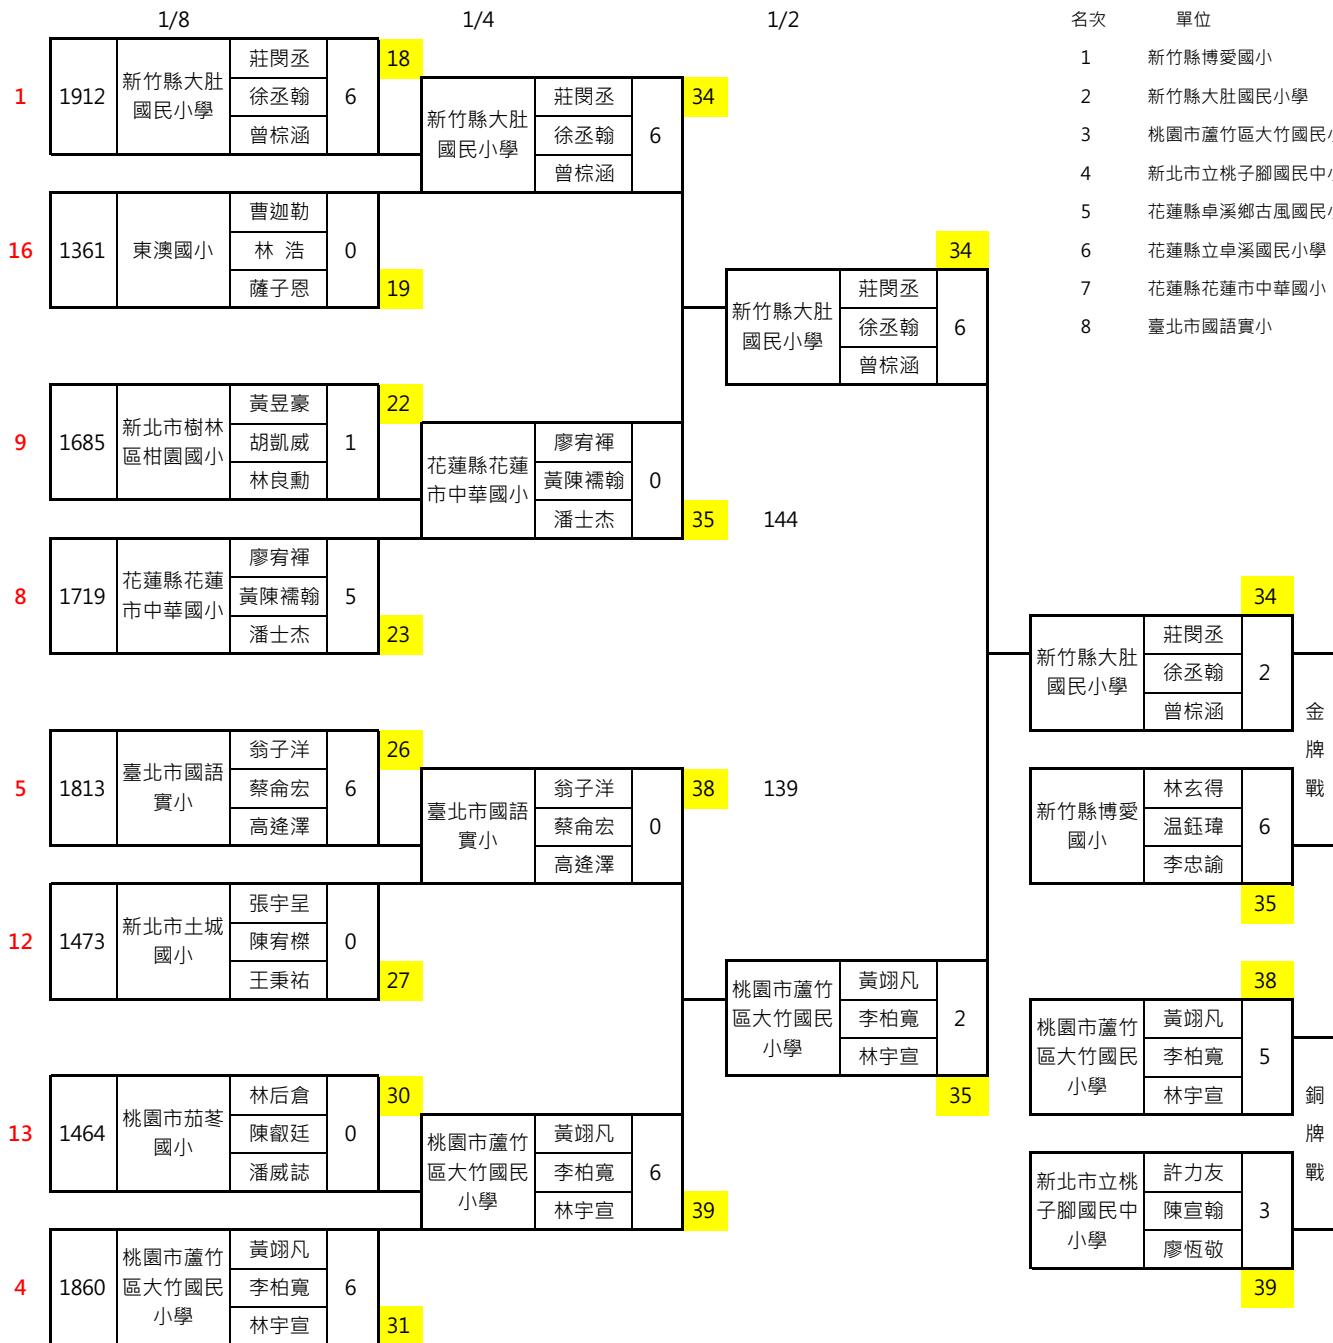 1/8 1/4 1/2 名次 單位
1 新竹縣博愛國小
2 新竹縣大肚國民小學
3 桃園市蘆竹區大竹國民
4 新北市立桃子腳國民中
5 花蓮縣卓溪鄉古風國民
6 花蓮縣立卓溪國民小學
7 花蓮縣花蓮市中華國小
8 臺北市國語實小
1 1912 新竹縣大肚
國民小學
莊閔丞
徐丞翰
曾棕涵
6
18
16 1361 東澳國小
曹迦勒
林 浩
薩子恩
0
19
9 1685 新北市樹林
區柑園國小
黃昱豪
胡凱威
林良勳
1
22
8 1719 花蓮縣花蓮
市中華國小
廖宥褌
黃陳襦翰
潘士杰
5
23
5 1813 臺北市國語
實小
翁子洋
蔡侖宏
高逢澤
6
26
12 1473 新北市土城
國小
張宇呈
陳宥榤
王秉祐
0
27
13 1464 桃園市茄苳
國小
林后倉
陳叡廷
潘威誌
0
30
4 1860 桃園市蘆竹
區大竹國民
小學
黃翊凡
李柏寬
林宇宣
6
31
新竹縣大肚
國民小學
莊閔丞
徐丞翰
曾棕涵
6
34
花蓮縣花蓮
市中華國小
廖宥褌
黃陳襦翰
潘士杰
0
35 144
臺北市國語
實小
翁子洋
蔡侖宏
高逢澤
0
38 139
桃園市蘆竹
區大竹國民
小學
黃翊凡
李柏寬
林宇宣
6
39
34
新竹縣大肚
國民小學
莊閔丞
徐丞翰
曾棕涵
6
桃園市蘆竹
區大竹國民
小學
黃翊凡
李柏寬
林宇宣
2
35
34
新竹縣大肚
國民小學
莊閔丞
徐丞翰
曾棕涵
2
金
牌
戰
新竹縣博愛
國小
林玄得
温鈺瑋
李忠諭
6
35
38
桃園市蘆竹
區大竹國民
小學
黃翊凡
李柏寬
林宇宣
5
銅
牌
戰
新北市立桃
子腳國民中
小學
許力友
陳宣翰
廖恆敬
3
39